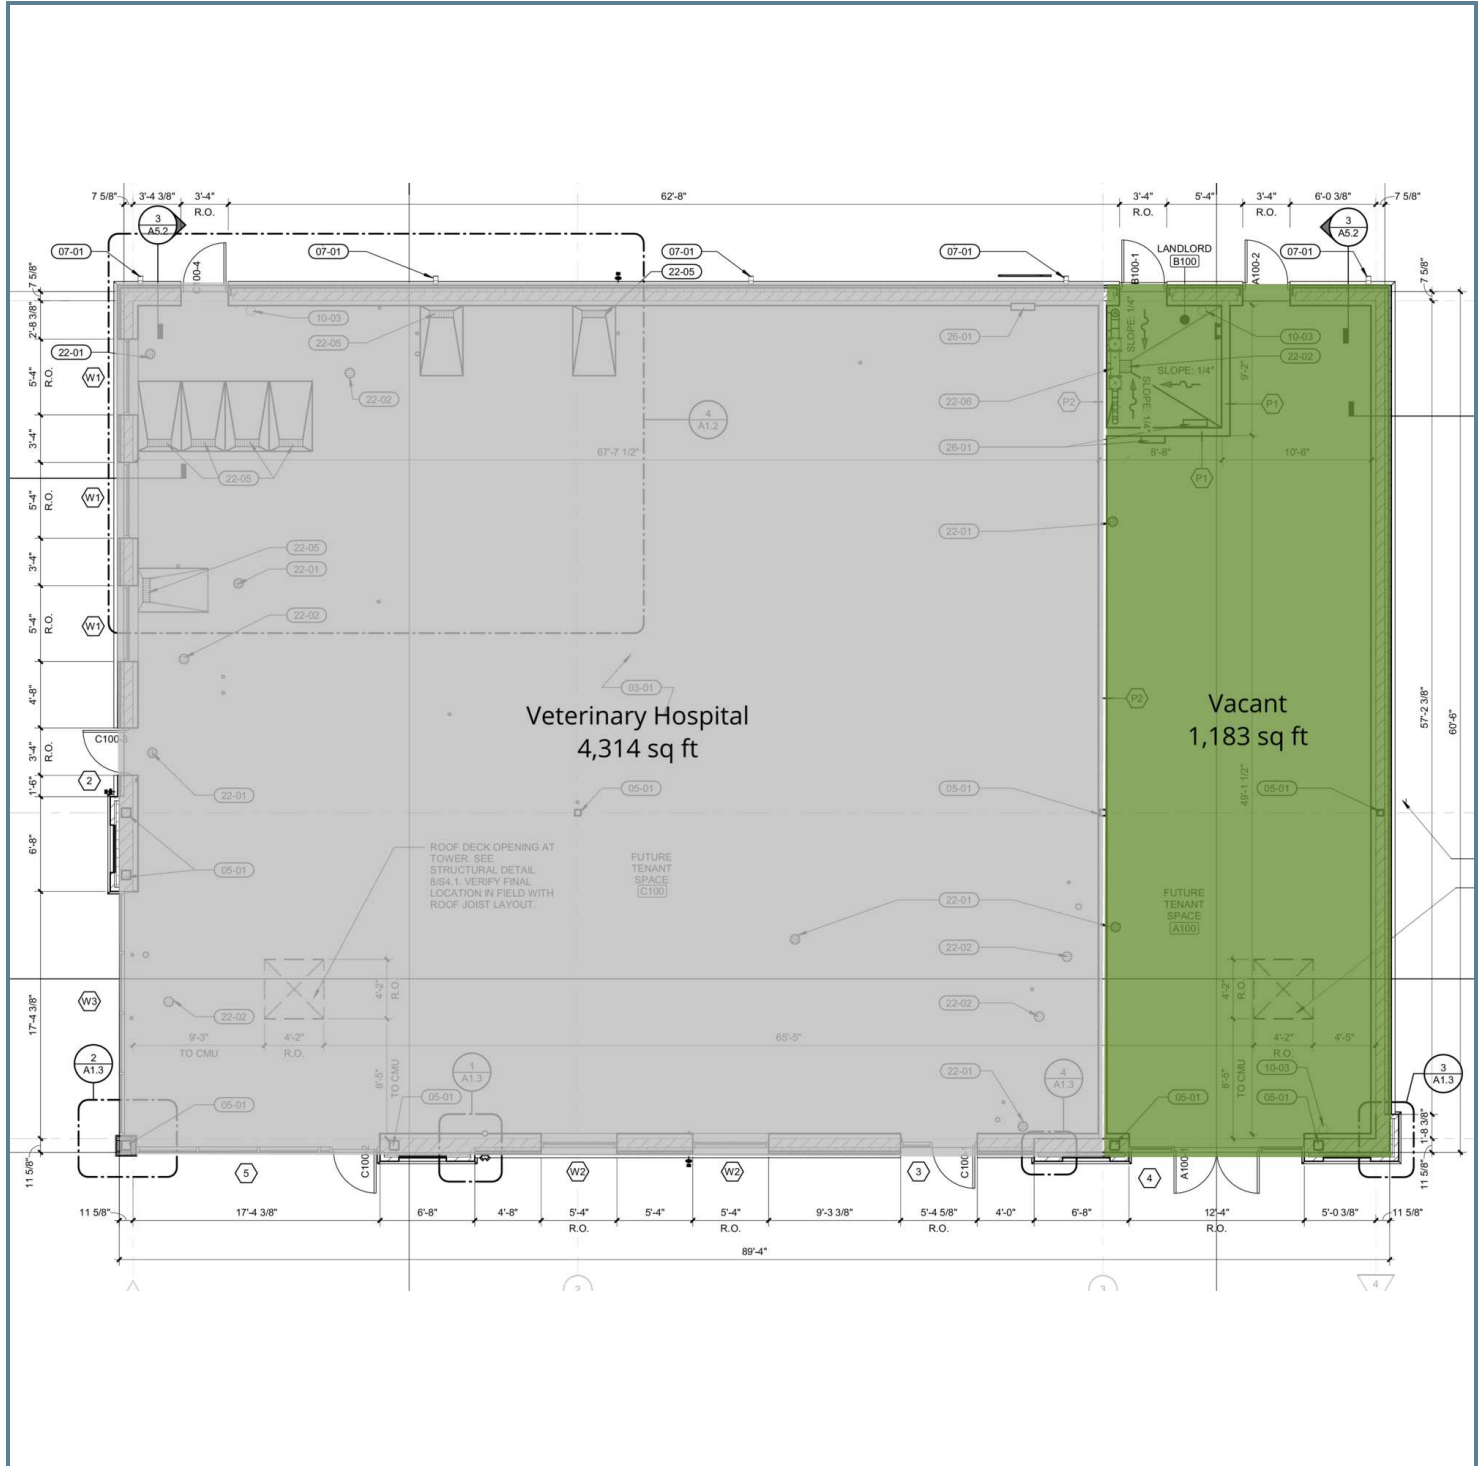 7 5/8" 3'-4 3/8" 3'-4" 62'-8" 3'-4" 5'-4" 3'-4" 6'-0 3/8" 7 5/8"
R.O. R.O. R.O.
3
A5.2
3
A5.2
07-01 07-01 07-01 07-01 07-01
LANDLORD
B100
C100-4
B100-1
A100-2
22-05
7 5/8"
7 5/8"
2'-8 3/8"
10-03
22-05
26-01
SLOPE: 1/4"
10-03
22-01
22-02
SLOPE: 1/4"
9'-2"
5'-4"
R.O.
W1
22-02
22-06
P2
SLOPE: 1/4"
P1
4
A1.2
3'-4"
26-01
67'-7 1/2"
8'-8"
10'-6"
22-05
P1
5'-4"
R.O.
W1
22-01
3'-4"
22-05
22-01
5'-4"
R.O.
W1
22-02
4'-8"
03-01
P2
Veterinary Hospital
4,314 sq ft
Vacant
1,183 sq ft
57'-2 3/8"
60'-6"
C100-3
3'-4"
R.O.
2
1'-6"
22-01
05-01
05-01
49'-1 1/2"
05-01
6'-8"
05-01
ROOF DECK OPENING AT
TOWER. SEE
STRUCTURAL DETAIL
8/S4.1. VERIFY FINAL
LOCATION IN FIELD WITH
ROOF JOIST LAYOUT.
FUTURE
TENANT
SPACE
C100
FUTURE
TENANT
SPACE
A100
22-01
22-02
17'-4 3/8"
W3
22-02
4'-2"
R.O.
22-02
4'-2"
R.O.
9'-3"
TO CMU
4'-2"
R.O.
65'-5"
4'-2"
R.O.
4'-5"
2
A1.3
1
A1.3
4
A1.3
3
A1.3
8'-5"
TO CMU
22-01
8'-5"
TO CMU
10-03
05-01
05-01
05-01
05-01
1'-8 3/8"
11 5/8"
11 5/8"
5
C100-2
W2
W2
3
4
11 5/8" 17'-4 3/8" 6'-8" 4'-8" 5'-4" 5'-4" 5'-4" 9'-3 3/8" 5'-4 5/8" 4'-0" 6'-8" 12'-4" 5'-0 3/8" 11 5/8"
R.O. R.O. R.O. R.O.
89'-4"
2 3 4